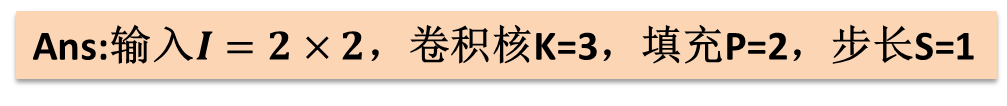 Ans:输入I = 2 × 2，卷积核K=3，填充P=2，步长S=1